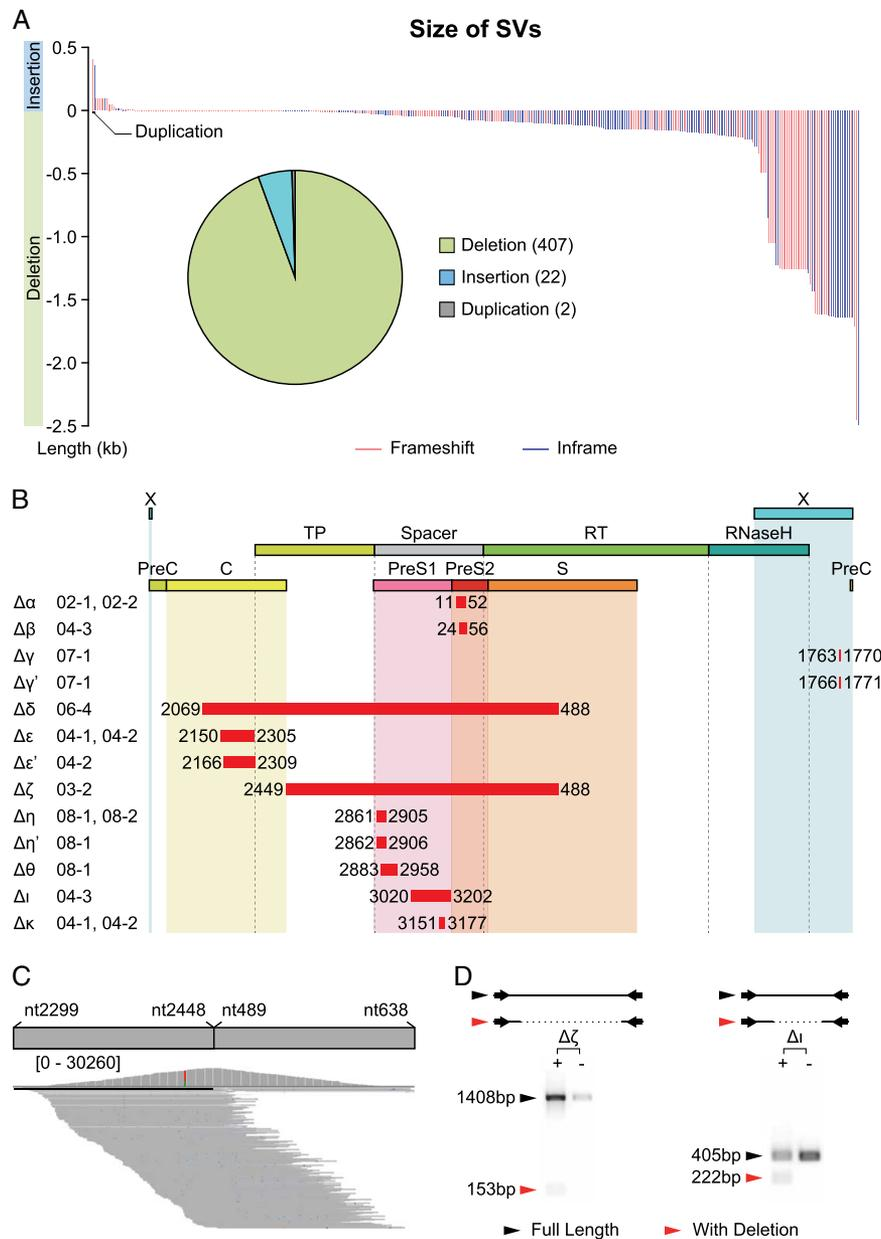 A
Size of SVs
Insertion
Deletion
0.5
0
-0.5
-1.0
-1.5
-2.0
-2.5
Length (kb)
Duplication
Deletion (407)
Insertion (22)
Duplication (2)
Frameshift
Inframe
B
X
X
TP
Spacer
RT
RNaseH
PreC
C
PreS1
PreS2
S
PreC
Δα 02-1, 02-2 11 52
Δβ 04-3 24 56
Δγ 07-1 1763 1770
Δγ’ 07-1 1766 1771
Δδ 06-4 2069 488
Δε 04-1, 04-2 2150 2305
Δε’ 04-2 2166 2309
Δζ 03-2 2449 488
Δη 08-1, 08-2 2861 2905
Δη’ 08-1 2862 2906
Δθ 08-1 2883 2958
Δι 04-3 3020 3202
Δκ 04-1, 04-2 3151 3177
C
nt2299 nt2448 nt489 nt638
[0 - 30260]
D
Δζ
+ -
1408bp
153bp
Δι
+ -
405bp
222bp
Full Length
With Deletion